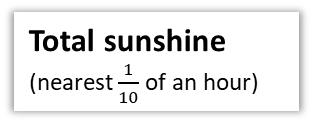 Total sunshine
(nearest 1/10 of an hour)